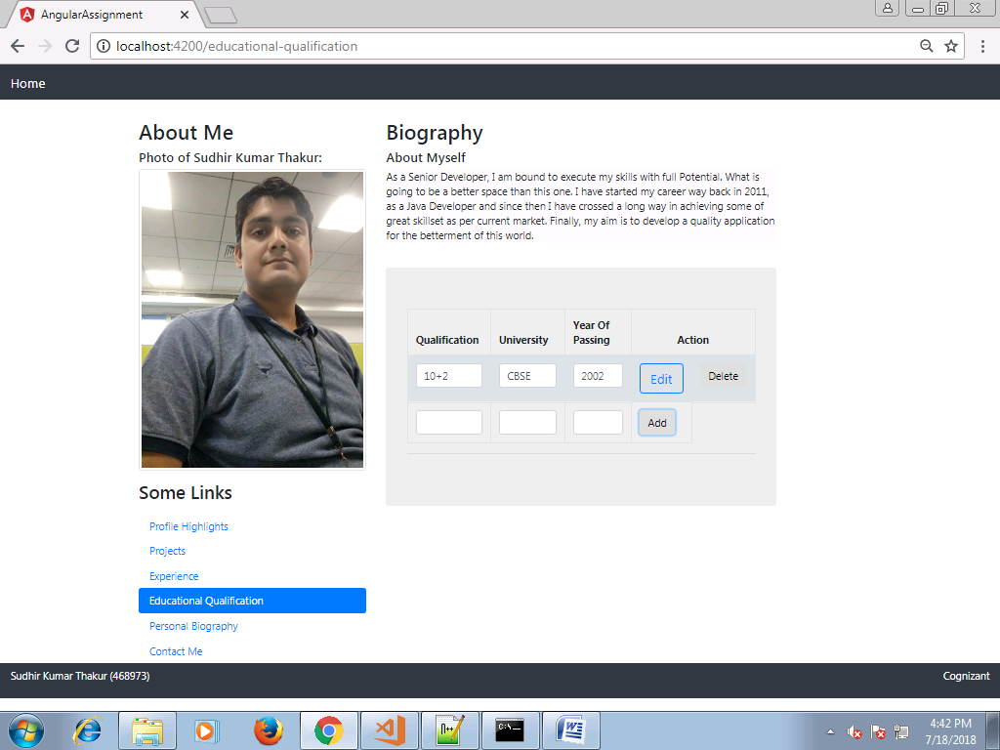 AngularAssignment
localhost:4200/educational-qualification
Home
About Me
Photo of Sudhir Kumar Thakur:
Some Links
Profile Highlights
Projects
Experience
Educational Qualification
Personal Biography
Contact Me
Biography
About Myself
As a Senior Developer, I am bound to execute my skills with full Potential. What is
going to be a better space than this one. I have started my career way back in 2011,
as a Java Developer and since then I have crossed a long way in achieving some of
great skillset as per current market. Finally, my aim is to develop a quality application
for the betterment of this world.
Qualification University Year Of Passing Action
10+2 CBSE 2002 Edit Delete
Add
Sudhir Kumar Thakur (468973) Cognizant
4:42 PM
7/18/2018